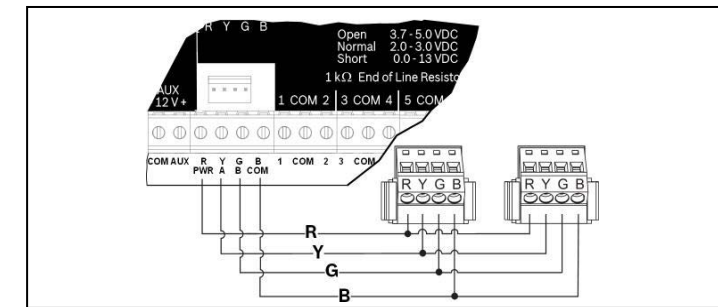 R Y G B
Open 3.7 - 5.0 VDC
Normal 2.0 - 3.0 VDC
Short 0.0 - 13 VDC
1 kΩ End of Line Resisto
AUX
12 V +
1 COM 2 3 COM 4 5 COM
COM AUX R Y G B 1 COM 2 3 COM
PWR A B COM
R Y G B
R Y G B
R
Y
G
B